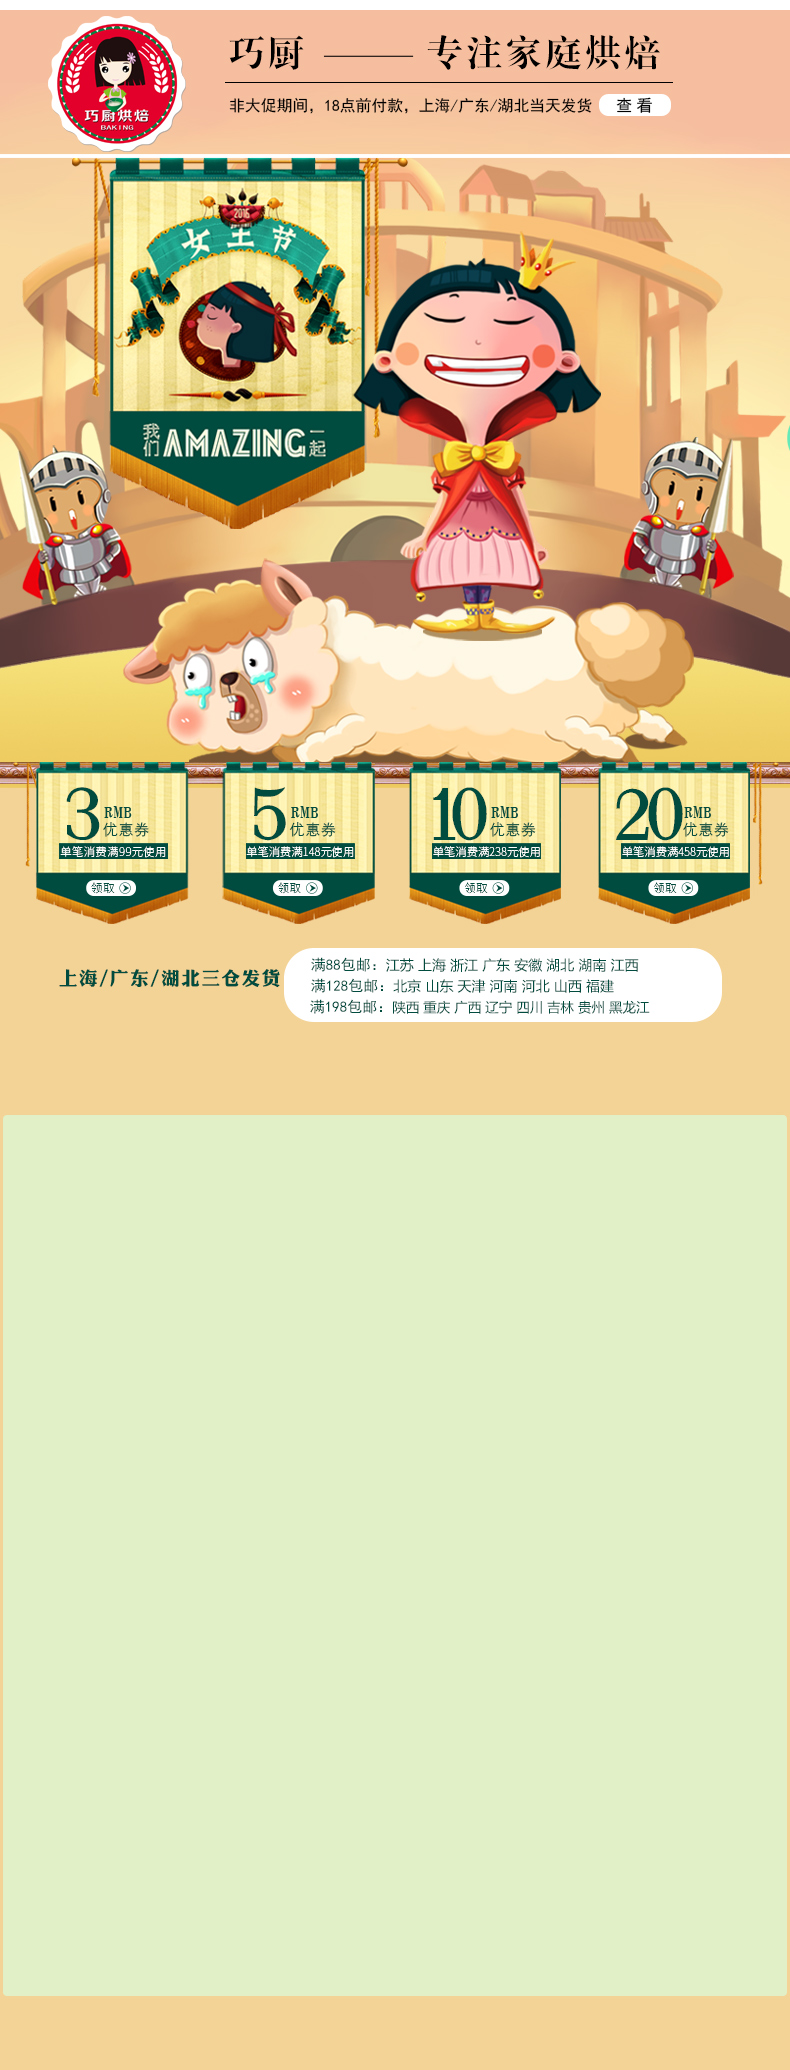 巧厨 —— 专注家庭烘焙
巧厨烘焙
BAKING
非大促期间，18点前付款，上海/广东/湖北当天发货 查看
2016
女王节
我们AMAZING一起
3 RMB 优惠券
单笔消费满99元使用
领取
5 RMB 优惠券
单笔消费满148元使用
领取
10 RMB 优惠券
单笔消费满238元使用
领取
20 RMB 优惠券
单笔消费满458元使用
领取
上海/广东/湖北三仓发货
满88包邮：江苏 上海 浙江 广东 安徽 湖北 湖南 江西
满128包邮：北京 山东 天津 河南 河北 山西 福建
满198包邮：陕西 重庆 广西 辽宁 四川 吉林 贵州 黑龙江